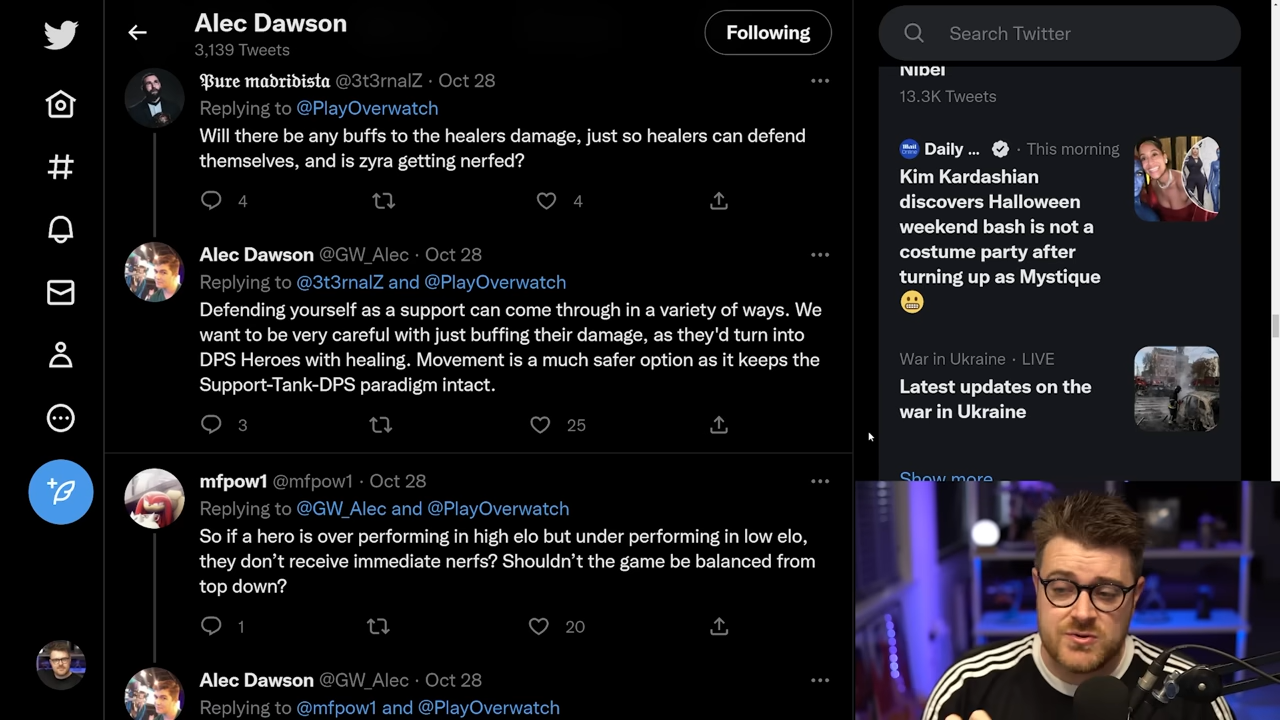 Alec Dawson
3,139 Tweets
Following
Search Twitter
Pure madridista @3t3rnalZ · Oct 28
Replying to @PlayOverwatch
Will there be any buffs to the healers damage, just so healers can defend
themselves, and is zyra getting nerfed?
4
4
Alec Dawson @GW_Alec · Oct 28
Replying to @3t3rnalZ and @PlayOverwatch
Defending yourself as a support can come through in a variety of ways. We
want to be very careful with just buffing their damage, as they'd turn into
DPS Heroes with healing. Movement is a much safer option as it keeps the
Support-Tank-DPS paradigm intact.
3
25
mfpow1 @mfpow1 · Oct 28
Replying to @GW_Alec and @PlayOverwatch
So if a hero is over performing in high elo but under performing in low elo,
they don’t receive immediate nerfs? Shouldn’t the game be balanced from
top down?
1
20
Alec Dawson @GW_Alec · Oct 28
Replying to @mfpow1 and @PlayOverwatch
Nibel
13.3K Tweets
Daily ... · This morning
Kim Kardashian
discovers Halloween
weekend bash is not a
costume party after
turning up as Mystique
😬
War in Ukraine · LIVE
Latest updates on the
war in Ukraine
Show more